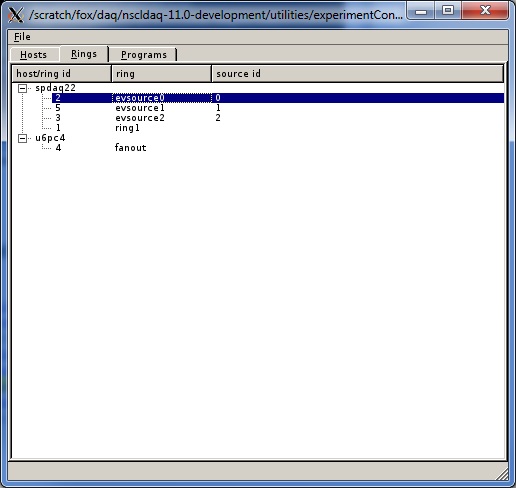 /scratch/fox/daq/nscldaq-11.0-development/utilities/experimentCon...
File
Hosts Rings Programs
host/ring id ring source id
spdaq22
2 evsource0 0
5 evsource1 1
3 evsource2 2
1 ring1
u6pc4
4 fanout